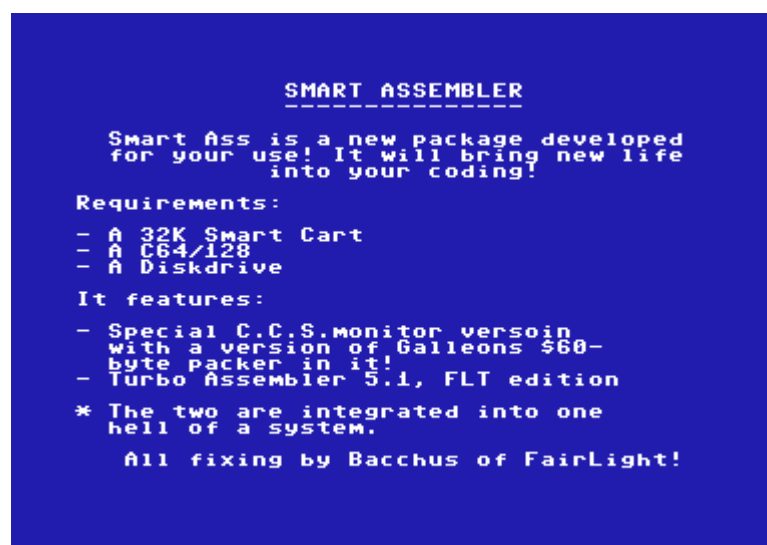 SMART ASSEMBLER
---------------
Smart Ass is a new package developed
for your use! It will bring new life
into your coding!
Requirements:
- A 32K Smart Cart
- A C64/128
- A Diskdrive
It features:
- Special C.C.S.monitor versoin
with a version of Galleons $60-
byte packer in it!
- Turbo Assembler 5.1, FLT edition
* The two are integrated into one
hell of a system.
All fixing by Bacchus of FairLight!